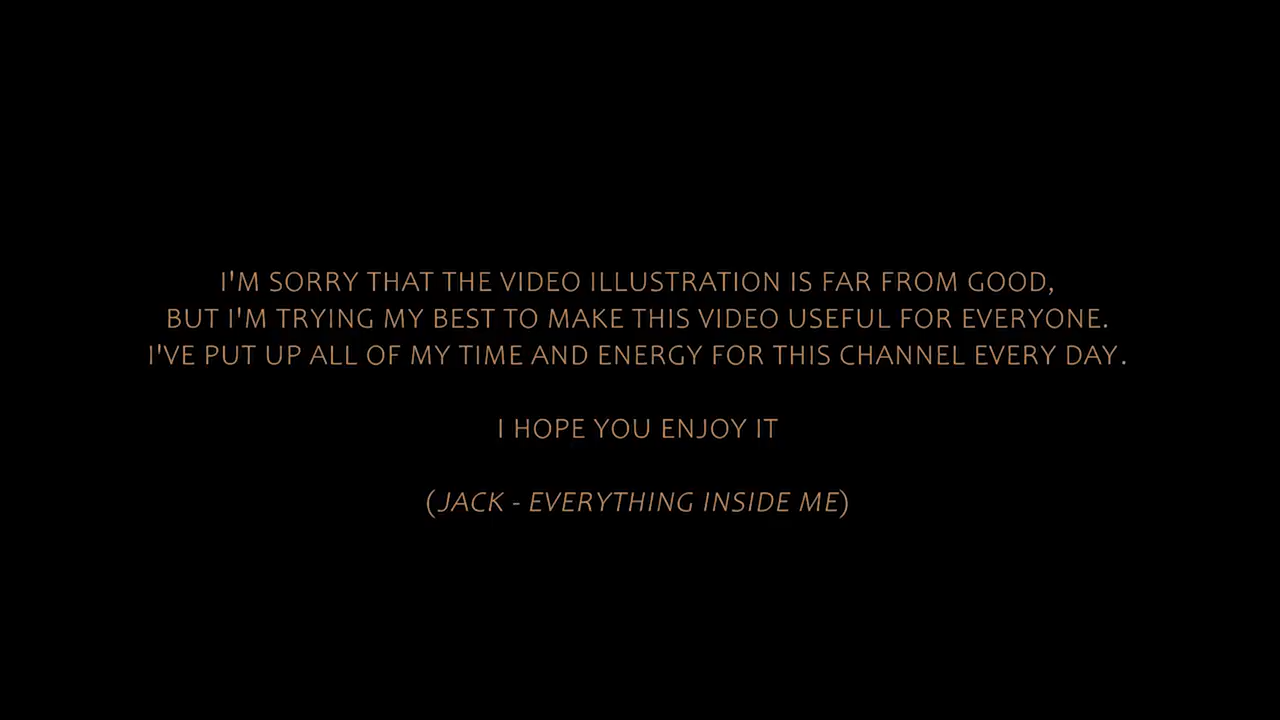 I'M SORRY THAT THE VIDEO ILLUSTRATION IS FAR FROM GOOD,
BUT I'M TRYING MY BEST TO MAKE THIS VIDEO USEFUL FOR EVERYONE.
I'VE PUT UP ALL OF MY TIME AND ENERGY FOR THIS CHANNEL EVERY DAY.
I HOPE YOU ENJOY IT
(JACK - EVERYTHING INSIDE ME)